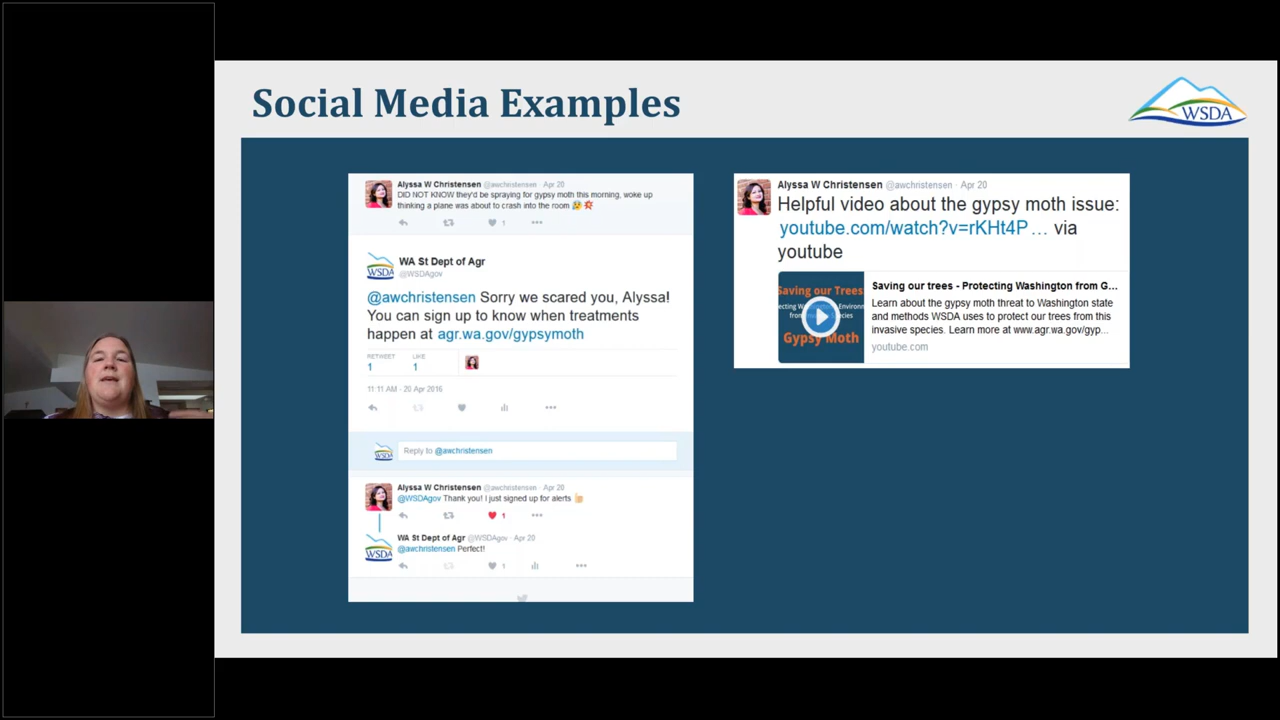 Social Media Examples
WSDA
Alyssa W Christensen @awchristensen · Apr 20
DID NOT KNOW they'd be spraying for gypsy moth this morning, woke up
thinking a plane was about to crash into the room 😰💥
1
WSDA
WA St Dept of Agr
@WSDAgov
@awchristensen Sorry we scared you, Alyssa!
You can sign up to know when treatments
happen at agr.wa.gov/gypsymoth
RETWEET LIKE
1 1
11:11 AM - 20 Apr 2016
WSDA
Reply to @awchristensen
Alyssa W Christensen @awchristensen · Apr 20
@WSDAgov Thank you! I just signed up for alerts 👍
1
WSDA
WA St Dept of Agr @WSDAgov · Apr 20
@awchristensen Perfect!
1
Alyssa W Christensen @awchristensen · Apr 20
Helpful video about the gypsy moth issue:
youtube.com/watch?v=rKHt4P… via
youtube
Saving our Trees
from Species
Gypsy Moth
Saving our trees - Protecting Washington from G...
Learn about the gypsy moth threat to Washington state
and methods WSDA uses to protect our trees from this
invasive species. Learn more at www.agr.wa.gov/gyp...
youtube.com